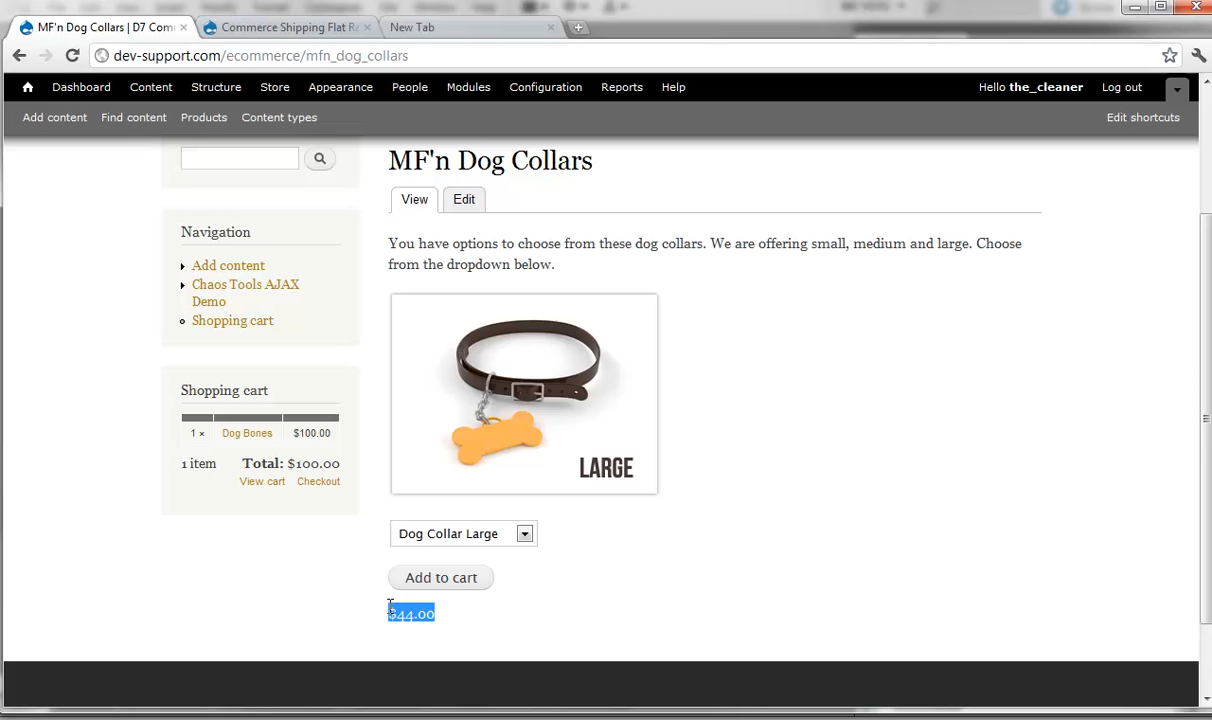 MF'n Dog Collars | D7 Com
Commerce Shipping Flat Ra
New Tab
dev-support.com/ecommerce/mfn_dog_collars
Dashboard Content Structure Store Appearance People Modules Configuration Reports Help Hello the_cleaner Log out
Add content Find content Products Content types Edit shortcuts
MF'n Dog Collars
View Edit
You have options to choose from these dog collars. We are offering small, medium and large. Choose
from the dropdown below.
Navigation
Add content
Chaos Tools AJAX
Demo
Shopping cart
Shopping cart
1 × Dog Bones $100.00
1 item Total: $100.00
View cart Checkout
LARGE
Dog Collar Large
Add to cart
$44.00